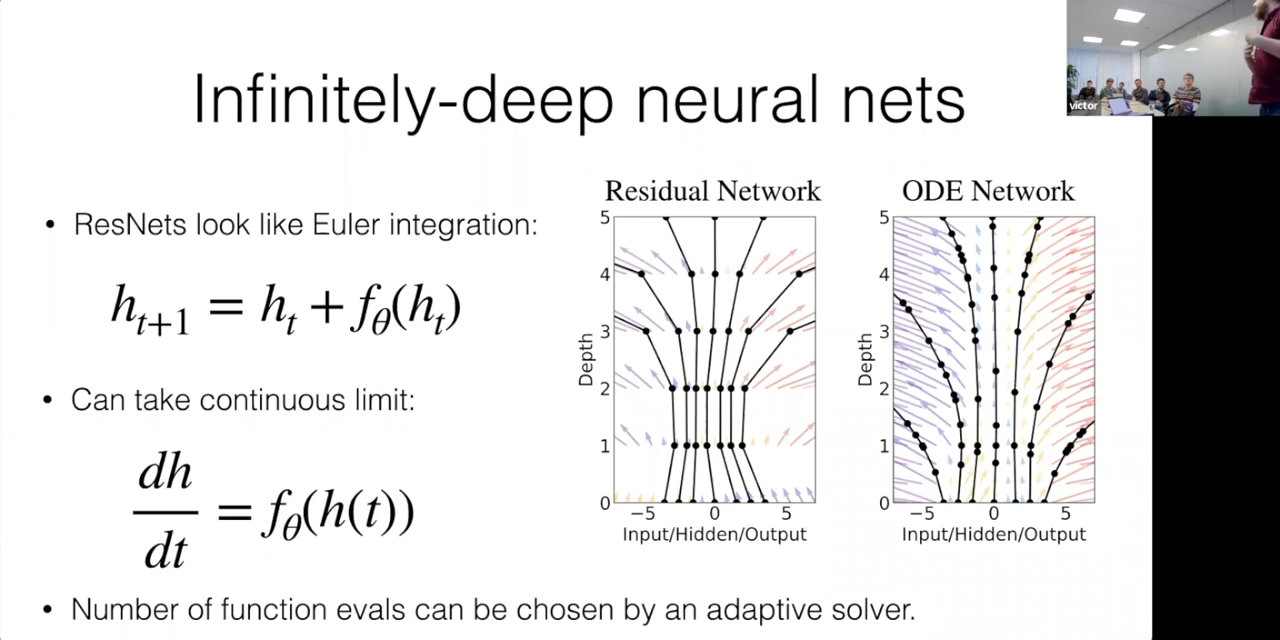 Infinitely-deep neural nets
victor
• ResNets look like Euler integration:
hₜ₊₁ = hₜ + f_θ(hₜ)
• Can take continuous limit:
dh/dt = f_θ(h(t))
• Number of function evals can be chosen by an adaptive solver.
Residual Network
5
4
3
2
1
0
Depth
−5 0 5
Input/Hidden/Output
ODE Network
5
4
3
2
1
0
Depth
−5 0 5
Input/Hidden/Output